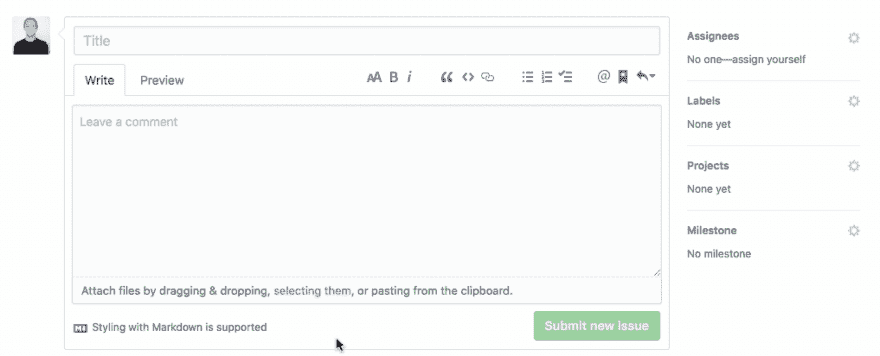 Title
Write Preview AA B i
Leave a comment
Attach files by dragging & dropping, selecting them, or pasting from the clipboard.
Styling with Markdown is supported
Submit new issue
Assignees
No one—assign yourself
Labels
None yet
Projects
None yet
Milestone
No milestone